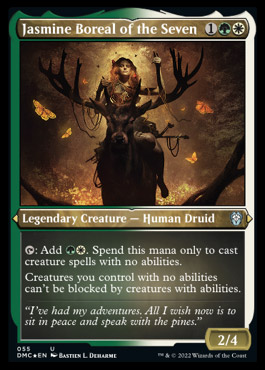 Jasmine Boreal of the Seven 1
Legendary Creature — Human Druid
: Add . Spend this mana only to cast
creature spells with no abilities.
Creatures you control with no abilities
can't be blocked by creatures with abilities.
"I've had my adventures. All I wish now is to
sit in peace and speak with the pines."
2/4
055 U
DMC EN BASTIEN L. DEHARME
™ & © 2022 Wizards of the Coast